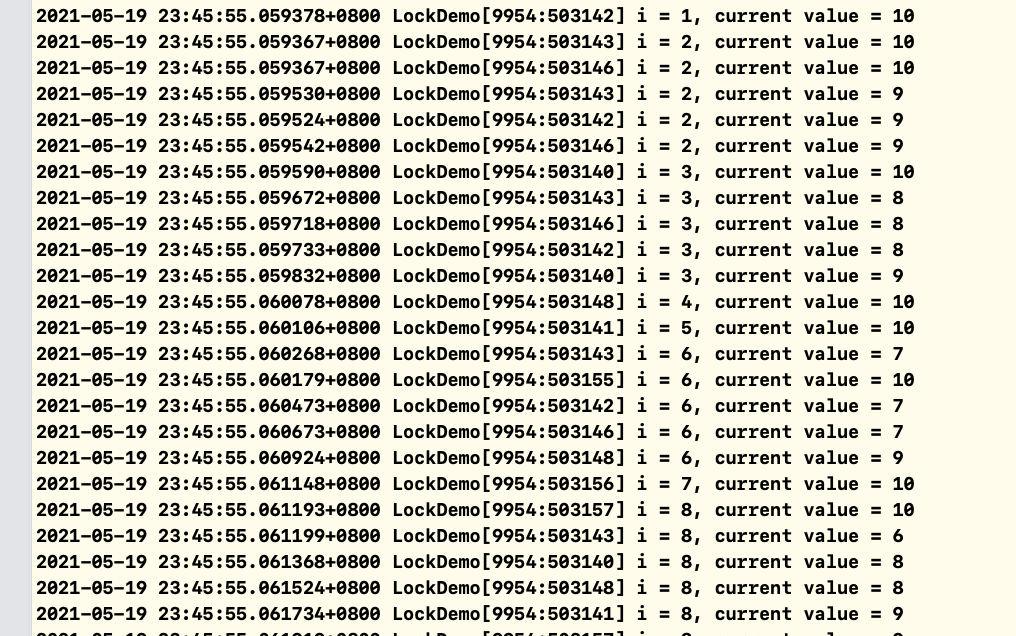 2021-05-19 23:45:55.059378+0800 LockDemo[9954:503142] i = 1, current value = 10
2021-05-19 23:45:55.059367+0800 LockDemo[9954:503143] i = 2, current value = 10
2021-05-19 23:45:55.059367+0800 LockDemo[9954:503146] i = 2, current value = 10
2021-05-19 23:45:55.059530+0800 LockDemo[9954:503143] i = 2, current value = 9
2021-05-19 23:45:55.059524+0800 LockDemo[9954:503142] i = 2, current value = 9
2021-05-19 23:45:55.059542+0800 LockDemo[9954:503146] i = 2, current value = 9
2021-05-19 23:45:55.059590+0800 LockDemo[9954:503140] i = 3, current value = 10
2021-05-19 23:45:55.059672+0800 LockDemo[9954:503143] i = 3, current value = 8
2021-05-19 23:45:55.059718+0800 LockDemo[9954:503146] i = 3, current value = 8
2021-05-19 23:45:55.059733+0800 LockDemo[9954:503142] i = 3, current value = 8
2021-05-19 23:45:55.059832+0800 LockDemo[9954:503140] i = 3, current value = 9
2021-05-19 23:45:55.060078+0800 LockDemo[9954:503148] i = 4, current value = 10
2021-05-19 23:45:55.060106+0800 LockDemo[9954:503141] i = 5, current value = 10
2021-05-19 23:45:55.060268+0800 LockDemo[9954:503143] i = 6, current value = 7
2021-05-19 23:45:55.060179+0800 LockDemo[9954:503155] i = 6, current value = 10
2021-05-19 23:45:55.060473+0800 LockDemo[9954:503142] i = 6, current value = 7
2021-05-19 23:45:55.060673+0800 LockDemo[9954:503146] i = 6, current value = 7
2021-05-19 23:45:55.060924+0800 LockDemo[9954:503148] i = 6, current value = 9
2021-05-19 23:45:55.061148+0800 LockDemo[9954:503156] i = 7, current value = 10
2021-05-19 23:45:55.061193+0800 LockDemo[9954:503157] i = 8, current value = 10
2021-05-19 23:45:55.061199+0800 LockDemo[9954:503143] i = 8, current value = 6
2021-05-19 23:45:55.061368+0800 LockDemo[9954:503140] i = 8, current value = 8
2021-05-19 23:45:55.061524+0800 LockDemo[9954:503148] i = 8, current value = 8
2021-05-19 23:45:55.061734+0800 LockDemo[9954:503141] i = 8, current value = 9